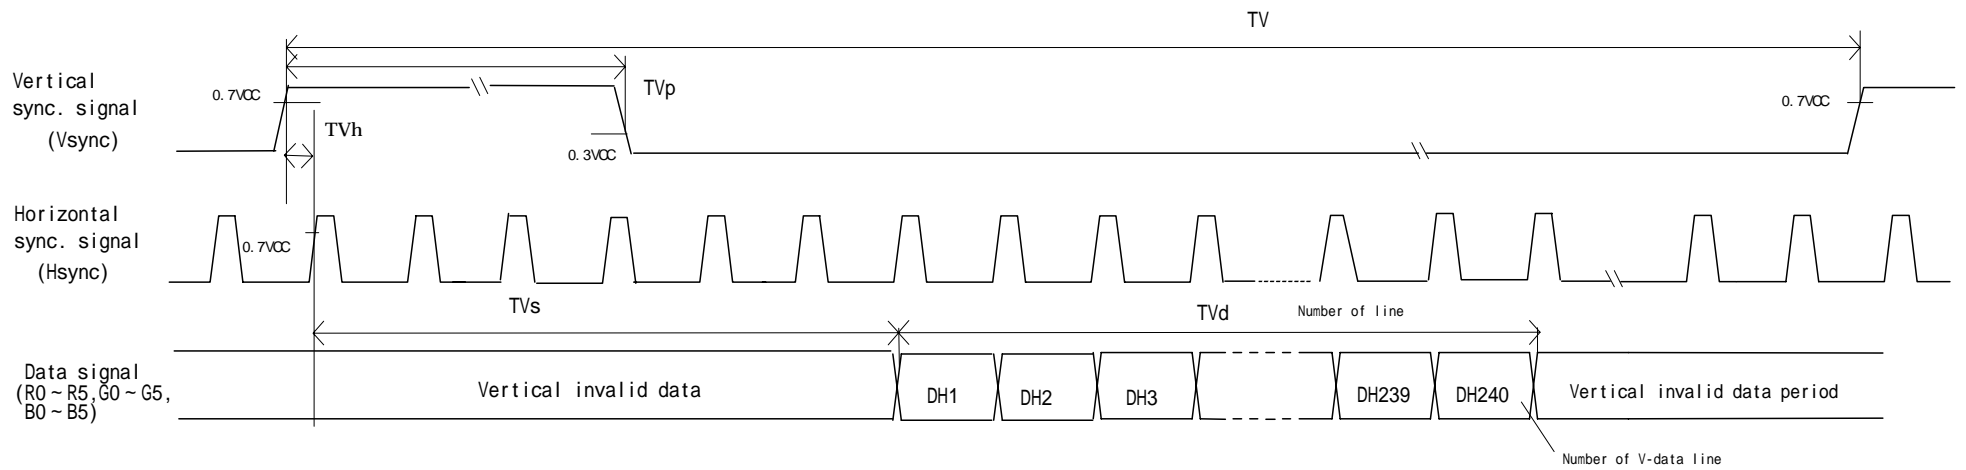 TV
Vertical
sync. signal
(Vsync)
0.7VCC
TVp
0.7VCC
TVh
0.3VCC
Horizontal
sync. signal
(Hsync)
0.7VCC
TVs
TVd
Number of line
Data signal
(R0~R5,G0~G5,
B0~B5)
Vertical invalid data
DH1
DH2
DH3
DH239
DH240
Vertical invalid data period
Number of V-data line